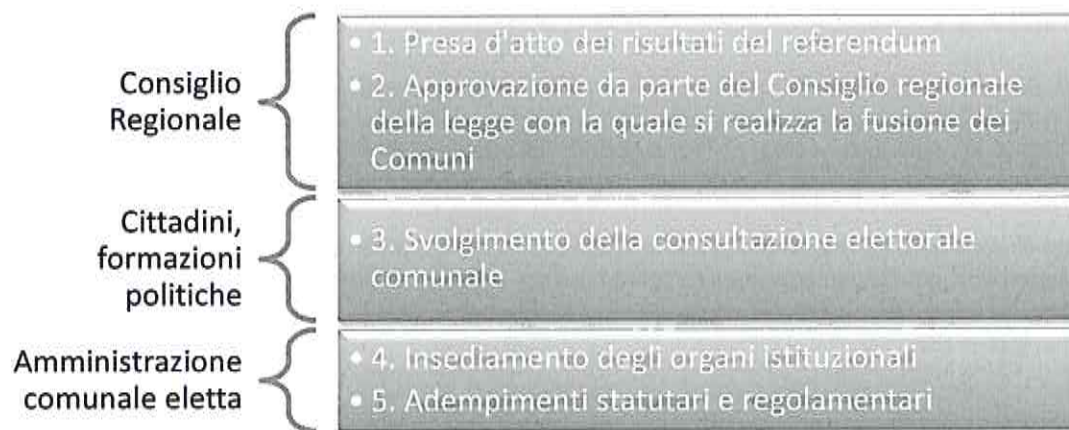 Consiglio
Regionale
• 1. Presa d'atto dei risultati del referendum
• 2. Approvazione da parte del Consiglio regionale
della legge con la quale si realizza la fusione dei
Comuni
Cittadini,
formazioni
politiche
• 3. Svolgimento della consultazione elettorale
comunale
Amministrazione
comunale eletta
• 4. Insediamento degli organi istituzionali
• 5. Adempimenti statutari e regolamentari